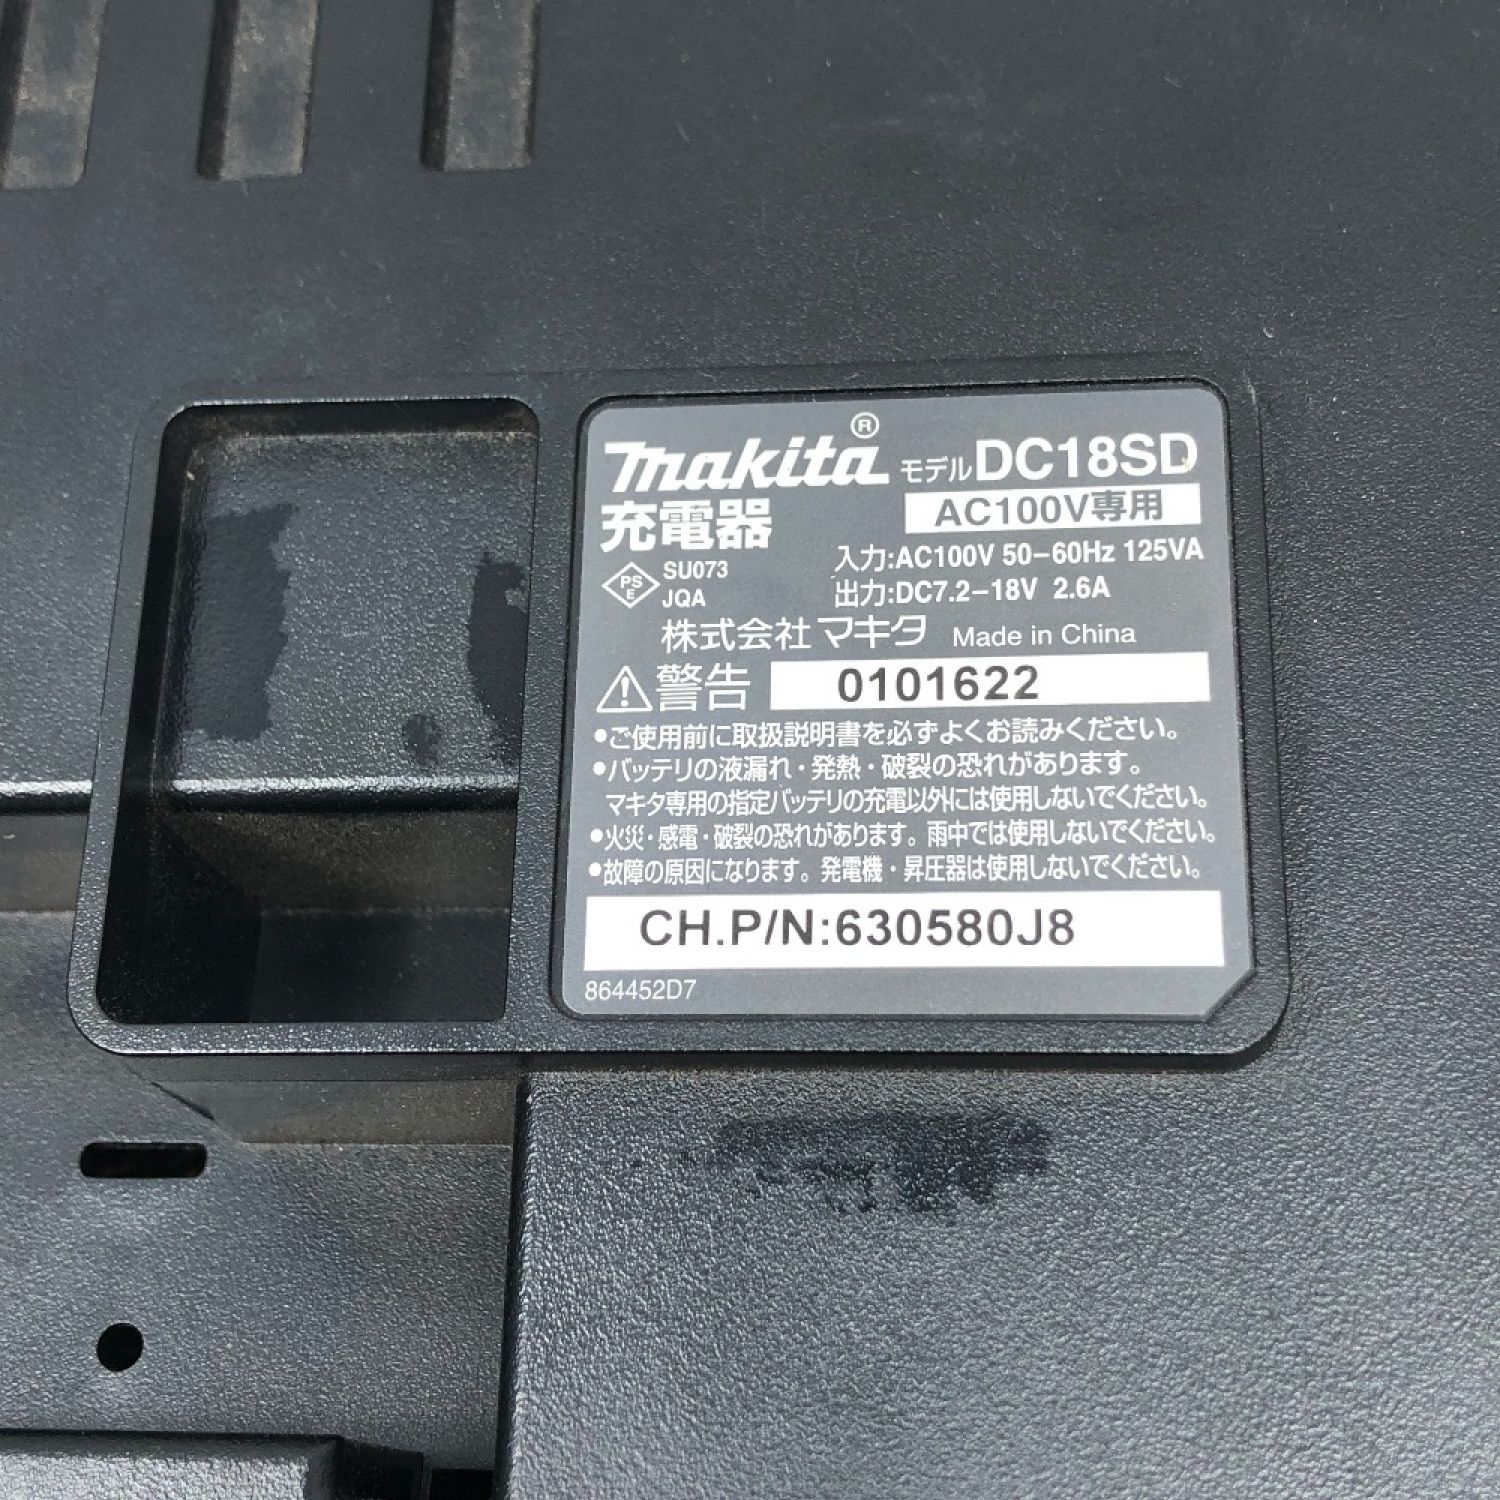 makita® モデル DC18SD
充電器 AC100V専用
PSE SU073 入力:AC100V 50-60Hz 125VA
JQA 出力:DC7.2-18V 2.6A
株式会社マキタ Made in China
警告 0101622
•ご使用前に取扱説明書を必ずよくお読みください。
•バッテリの液漏れ・発熱・破裂の恐れがあります。
マキタ専用の指定バッテリの充電以外には使用しないでください。
•火災・感電・破裂の恐れがあります。雨中では使用しないでください。
•故障の原因になります。発電機・昇圧器は使用しないでください。
CH.P/N:630580J8
864452D7